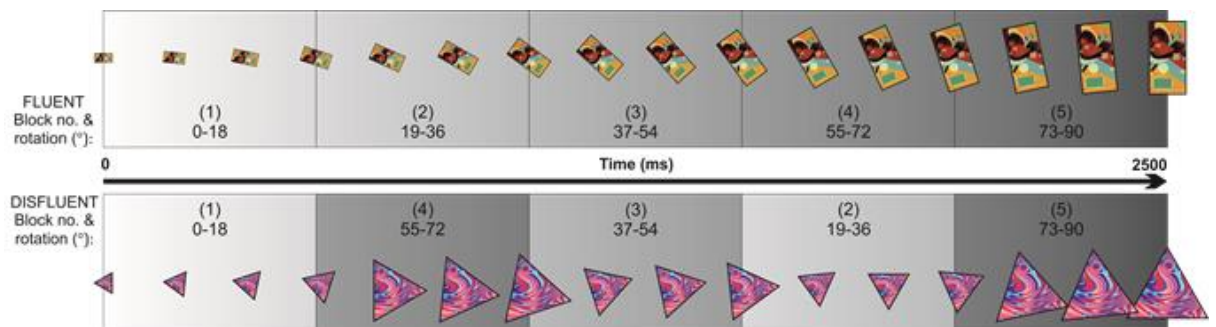 FLUENT
Block no. &
rotation (°):
(1) (2) (3) (4) (5)
0-18 19-36 37-54 55-72 73-90
0 Time (ms) 2500
DISFLUENT
Block no. &
rotation (°):
(1) (4) (3) (2) (5)
0-18 55-72 37-54 19-36 73-90